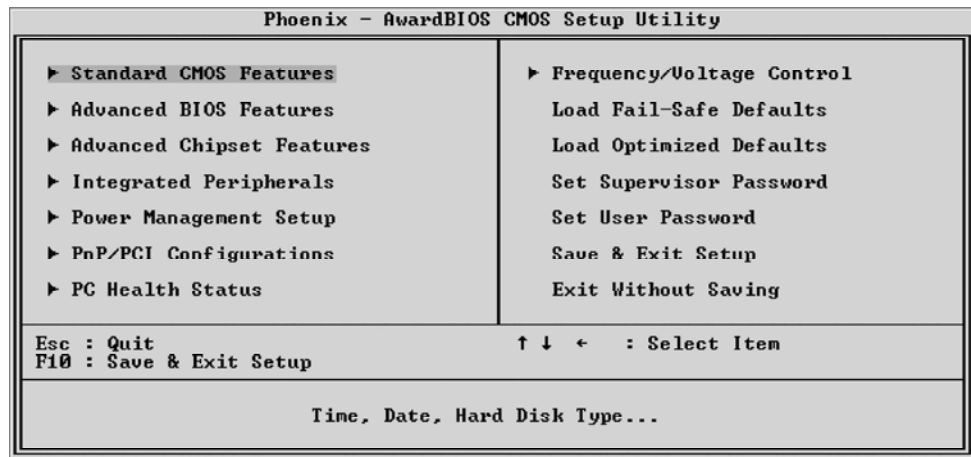 Phoenix - AwardBIOS CMOS Setup Utility
▶ Standard CMOS Features
▶ Advanced BIOS Features
▶ Advanced Chipset Features
▶ Integrated Peripherals
▶ Power Management Setup
▶ PnP/PCI Configurations
▶ PC Health Status
▶ Frequency/Voltage Control
Load Fail-Safe Defaults
Load Optimized Defaults
Set Supervisor Password
Set User Password
Save & Exit Setup
Exit Without Saving
Esc : Quit
F10 : Save & Exit Setup
↑ ↓ ← : Select Item
Time, Date, Hard Disk Type...